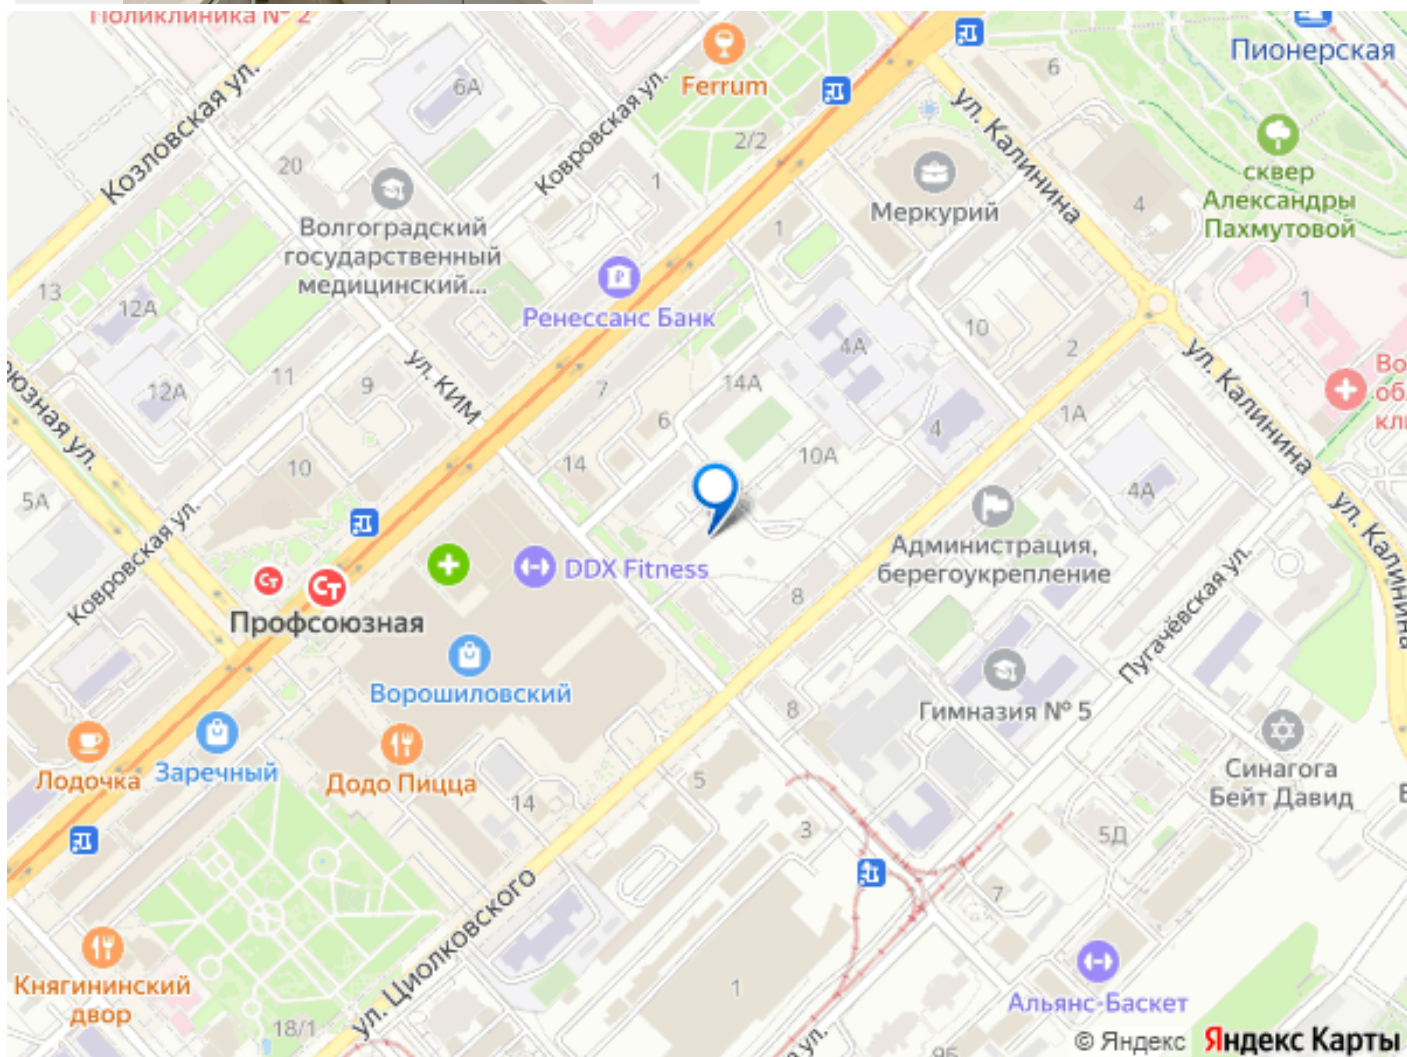 Поликлиника № 2
Пионерская
6А
Ferrum
6
Козловская ул.
Ковровская ул.
ул. Калинина
2/2
сквер
Александры
Пахмутовой
20
1
Меркурий
4
Волгоградский
государственный
медицинский...
1
13
12А
Ренессанс Банк
10
1
4А
2
ул. КИМ
ул. Калинина
11
9
7
14А
12А
1А
6
4
10А
10
14
5А
4А
ул. Калинина
Ковровская ул.
Администрация,
берегоукрепление
DDX Fitness
8
Профсоюзная
Пугачёвская ул.
Ворошиловский
8
Гимназия № 5
Лодочка
Заречный
Додо Пицца
5
14
Синагога
Бейт Давид
3
5Д
7
ул. Циолковского
Княгининский
двор
1
Альянс-Баскет
18/1
© Яндекс Яндекс Карты